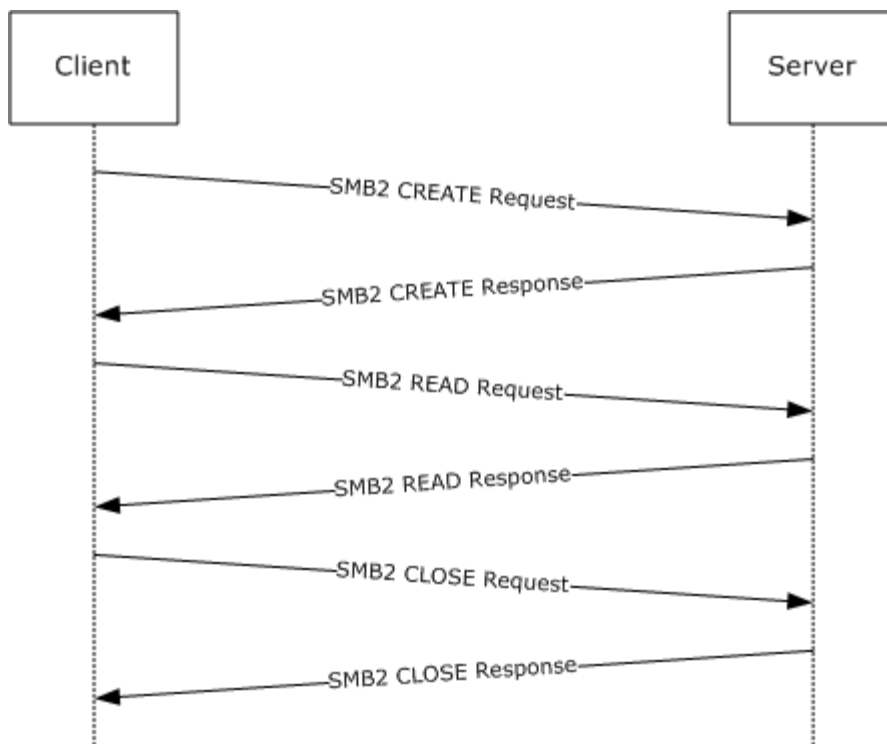 Client
Server
SMB2 CREATE Request
SMB2 CREATE Response
SMB2 READ Request
SMB2 READ Response
SMB2 CLOSE Request
SMB2 CLOSE Response